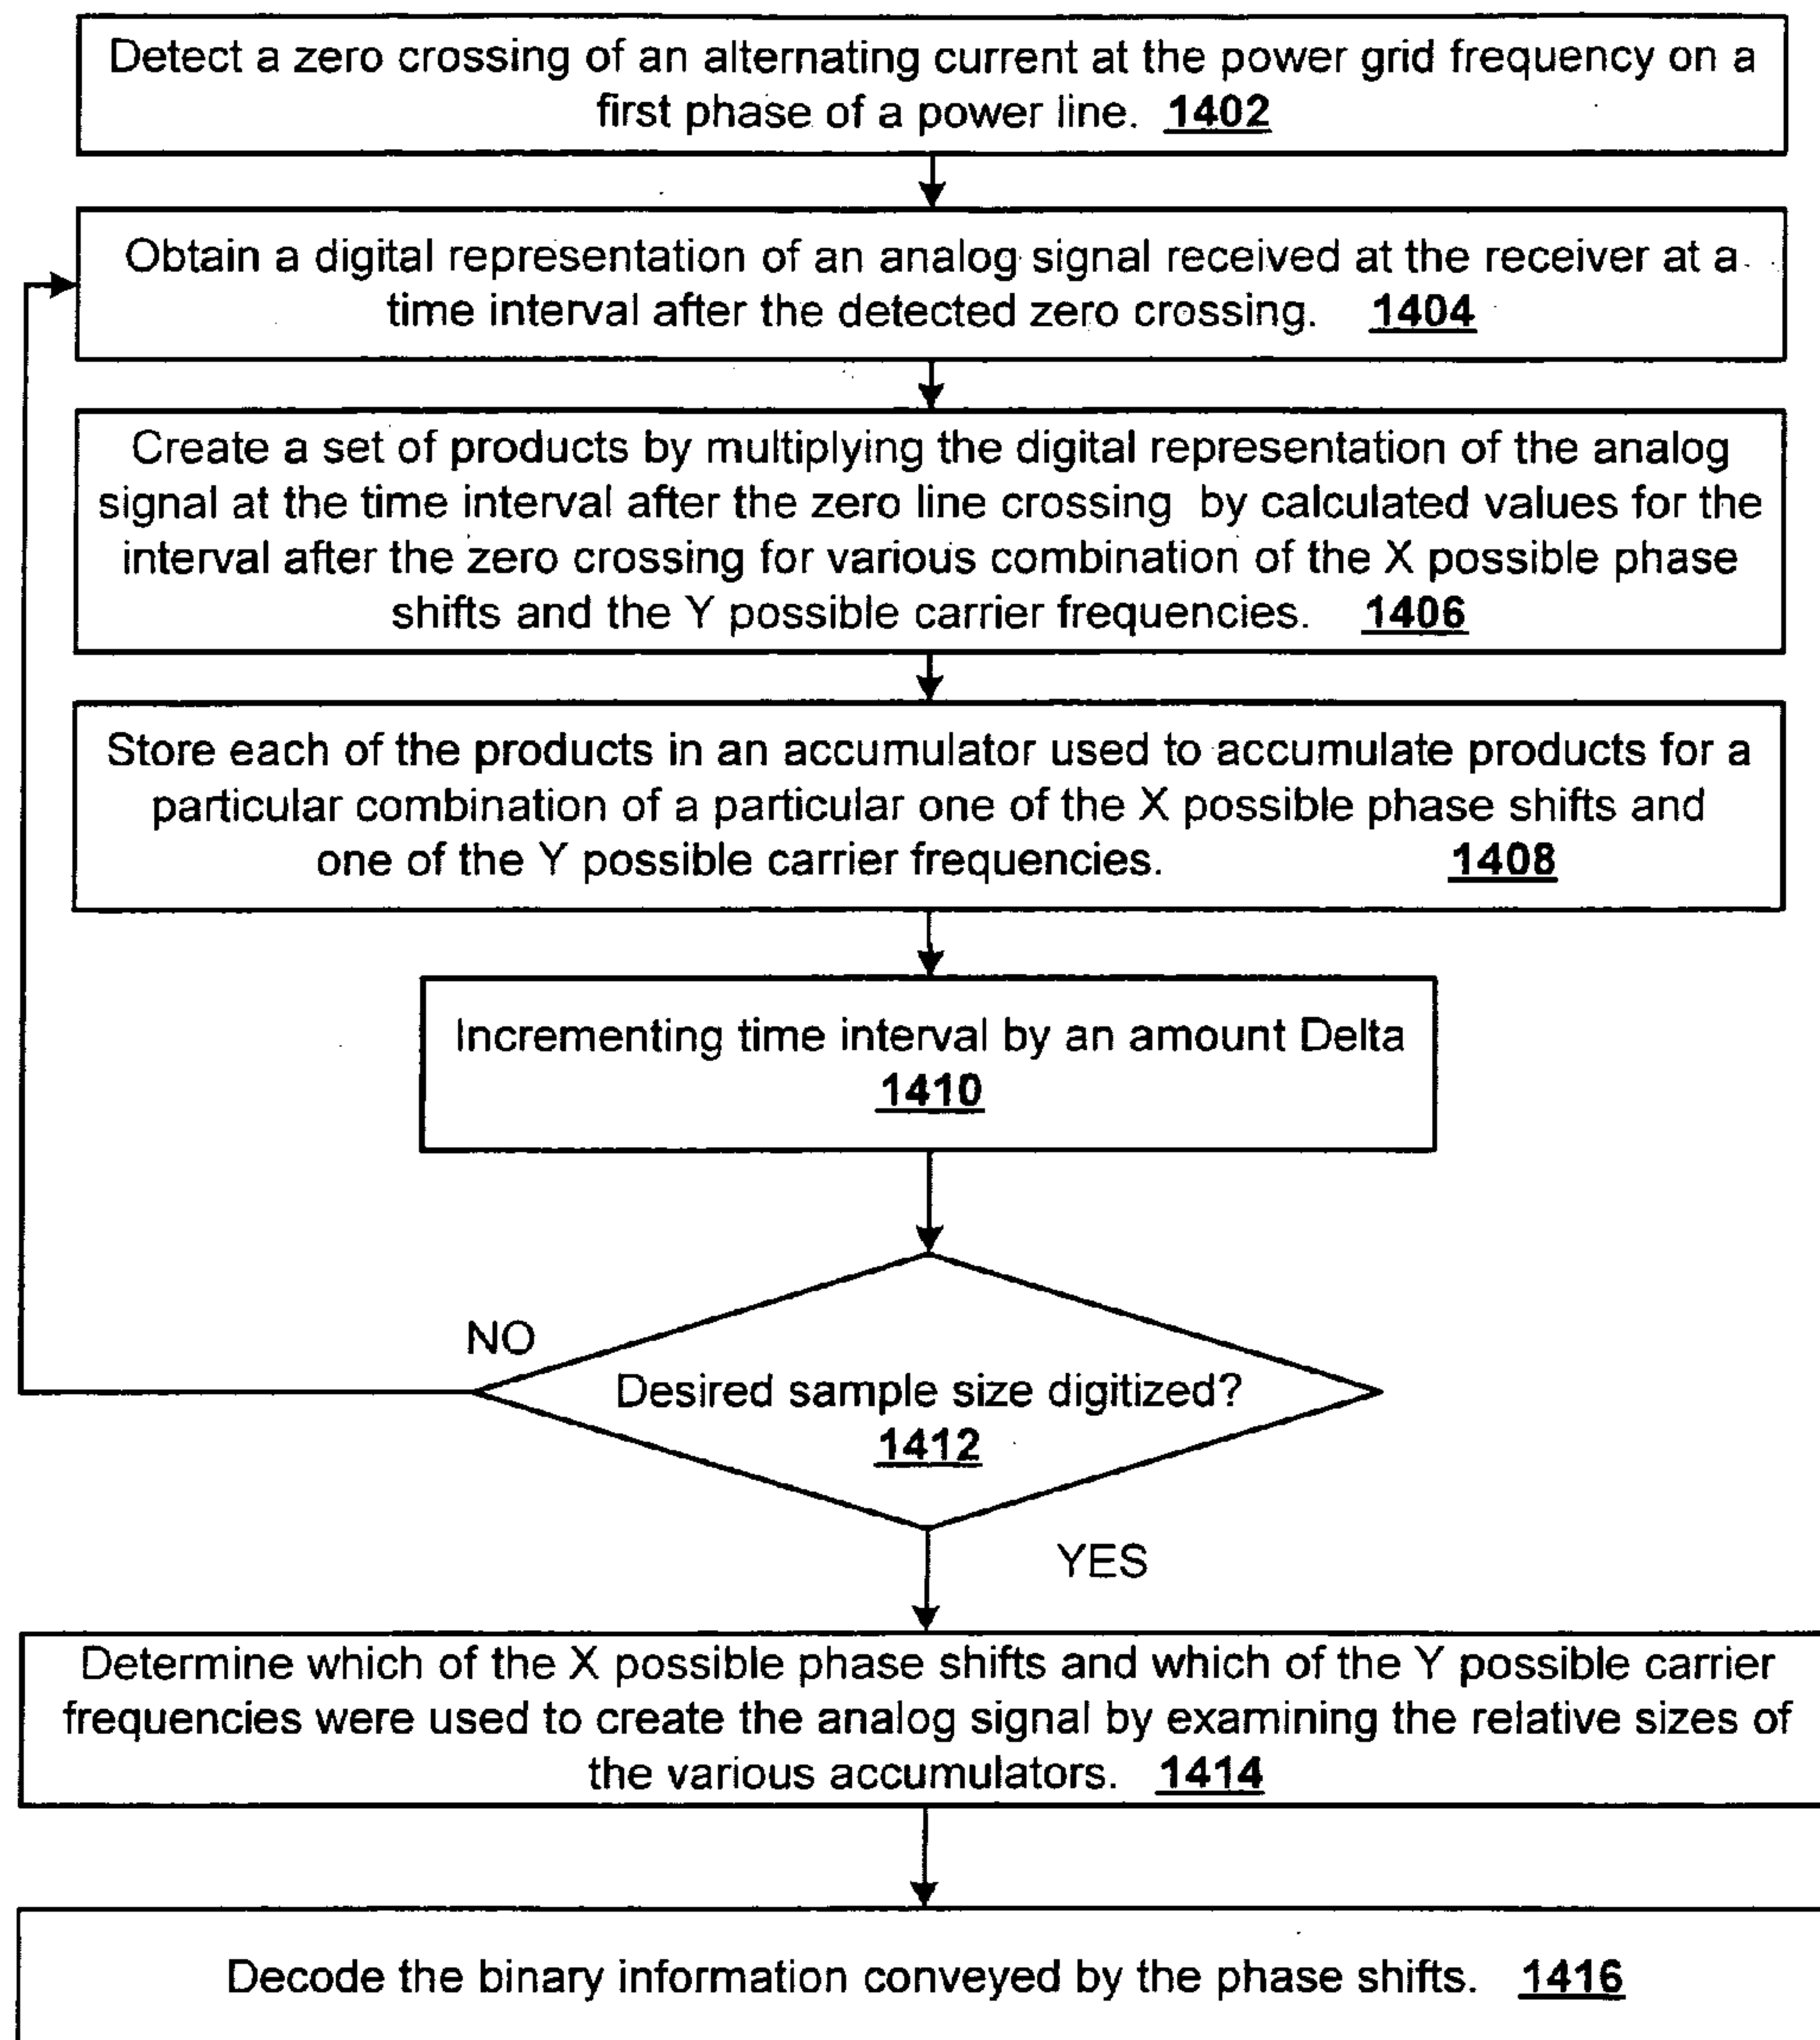 Detect a zero crossing of an alternating current at the power grid frequency on a
first phase of a power line. 1402
Obtain a digital representation of an analog signal received at the receiver at a
time interval after the detected zero crossing. 1404
Create a set of products by multiplying the digital representation of the analog
signal at the time interval after the zero line crossing by calculated values for the
interval after the zero crossing for various combination of the X possible phase
shifts and the Y possible carrier frequencies. 1406
Store each of the products in an accumulator used to accumulate products for a
particular combination of a particular one of the X possible phase shifts and
one of the Y possible carrier frequencies. 1408
Incrementing time interval by an amount Delta
1410
NO
Desired sample size digitized?
1412
YES
Determine which of the X possible phase shifts and which of the Y possible carrier
frequencies were used to create the analog signal by examining the relative sizes of
the various accumulators. 1414
Decode the binary information conveyed by the phase shifts. 1416